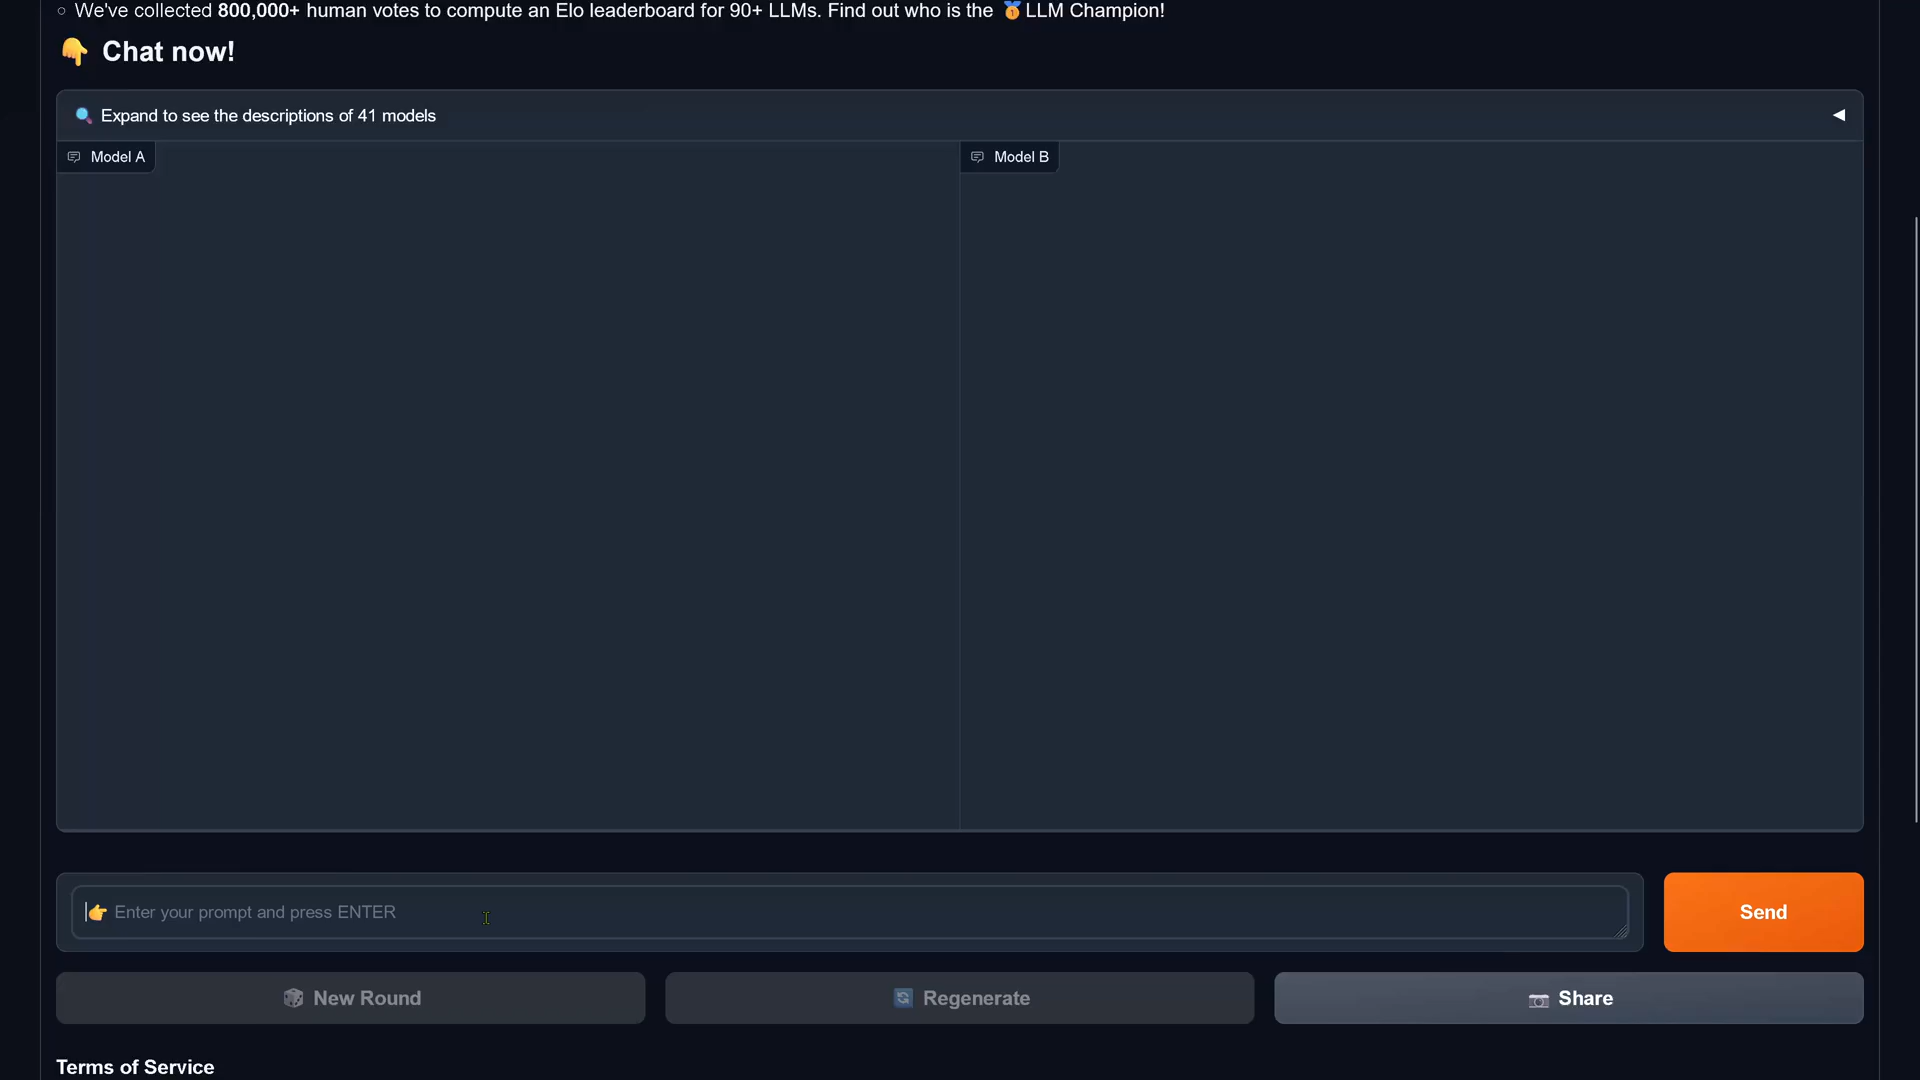 ○ We've collected 800,000+ human votes to compute an Elo leaderboard for 90+ LLMs. Find out who is the 🥇LLM Champion!
👇 Chat now!
🔍 Expand to see the descriptions of 41 models
Model A
Model B
👉 Enter your prompt and press ENTER
Send
🎲 New Round
🔄 Regenerate
📷 Share
Terms of Service